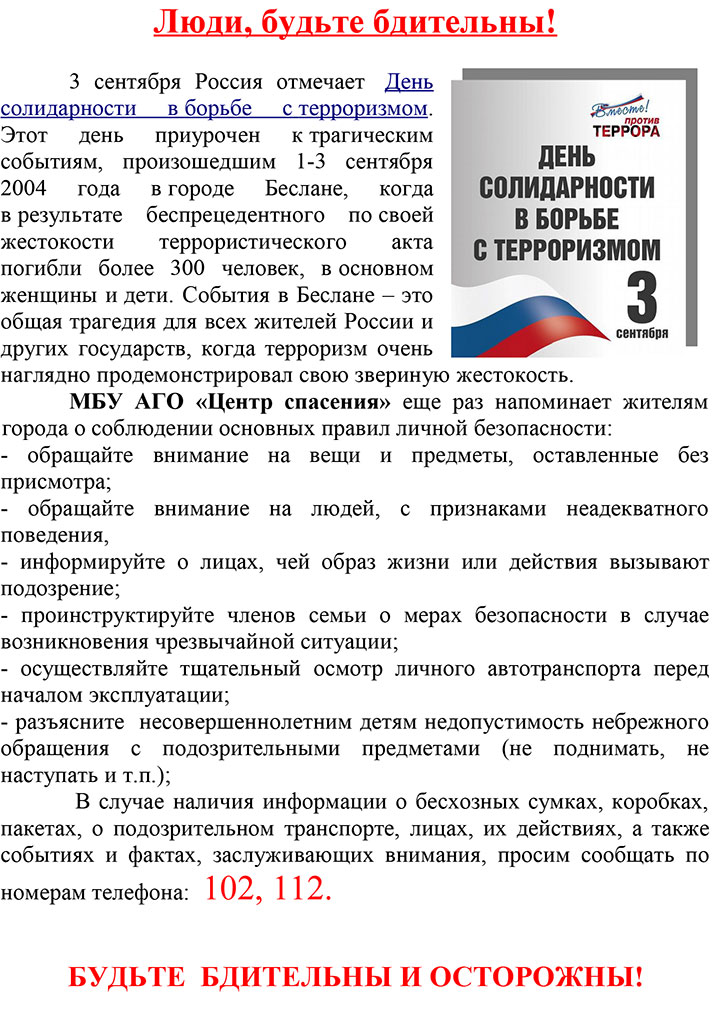 Люди, будьте бдительны!
3 сентября Россия отмечает День
солидарности в борьбе с терроризмом.
Этот день приурочен к трагическим
событиям, произошедшим 1-3 сентября
2004 года в городе Беслане, когда
в результате беспрецедентного по своей
жестокости террористического акта
погибли более 300 человек, в основном
женщины и дети. События в Беслане – это
общая трагедия для всех жителей России и
других государств, когда терроризм очень
наглядно продемонстрировал свою звериную жестокость.
Вместе!
против
ТЕРРОРА
ДЕНЬ
СОЛИДАРНОСТИ
В БОРЬБЕ
С ТЕРРОРИЗМОМ
3
сентября
МБУ АГО «Центр спасения» еще раз напоминает жителям
города о соблюдении основных правил личной безопасности:
- обращайте внимание на вещи и предметы, оставленные без
присмотра;
- обращайте внимание на людей, с признаками неадекватного
поведения,
- информируйте о лицах, чей образ жизни или действия вызывают
подозрение;
- проинструктируйте членов семьи о мерах безопасности в случае
возникновения чрезвычайной ситуации;
- осуществляйте тщательный осмотр личного автотранспорта перед
началом эксплуатации;
- разъясните несовершеннолетним детям недопустимость небрежного
обращения с подозрительными предметами (не поднимать, не
наступать и т.п.);
В случае наличия информации о бесхозных сумках, коробках,
пакетах, о подозрительном транспорте, лицах, их действиях, а также
событиях и фактах, заслуживающих внимания, просим сообщать по
номерам телефона: 102, 112.
БУДЬТЕ БДИТЕЛЬНЫ И ОСТОРОЖНЫ!